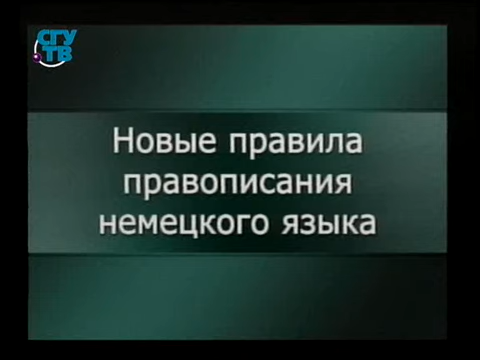 СГУ
ТВ
Новые правила
правописания
немецкого языка